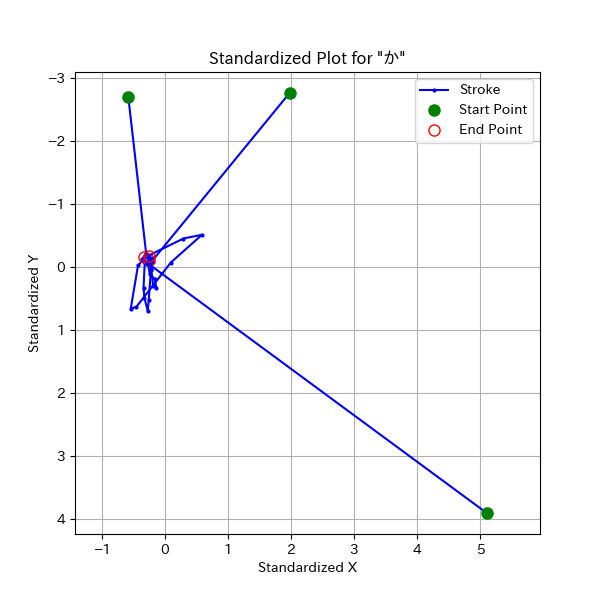 Standardized Plot for "か"
Stroke
Start Point
End Point
−3
−2
−1
0
1
2
3
4
Standardized Y
−1 0 1 2 3 4 5
Standardized X